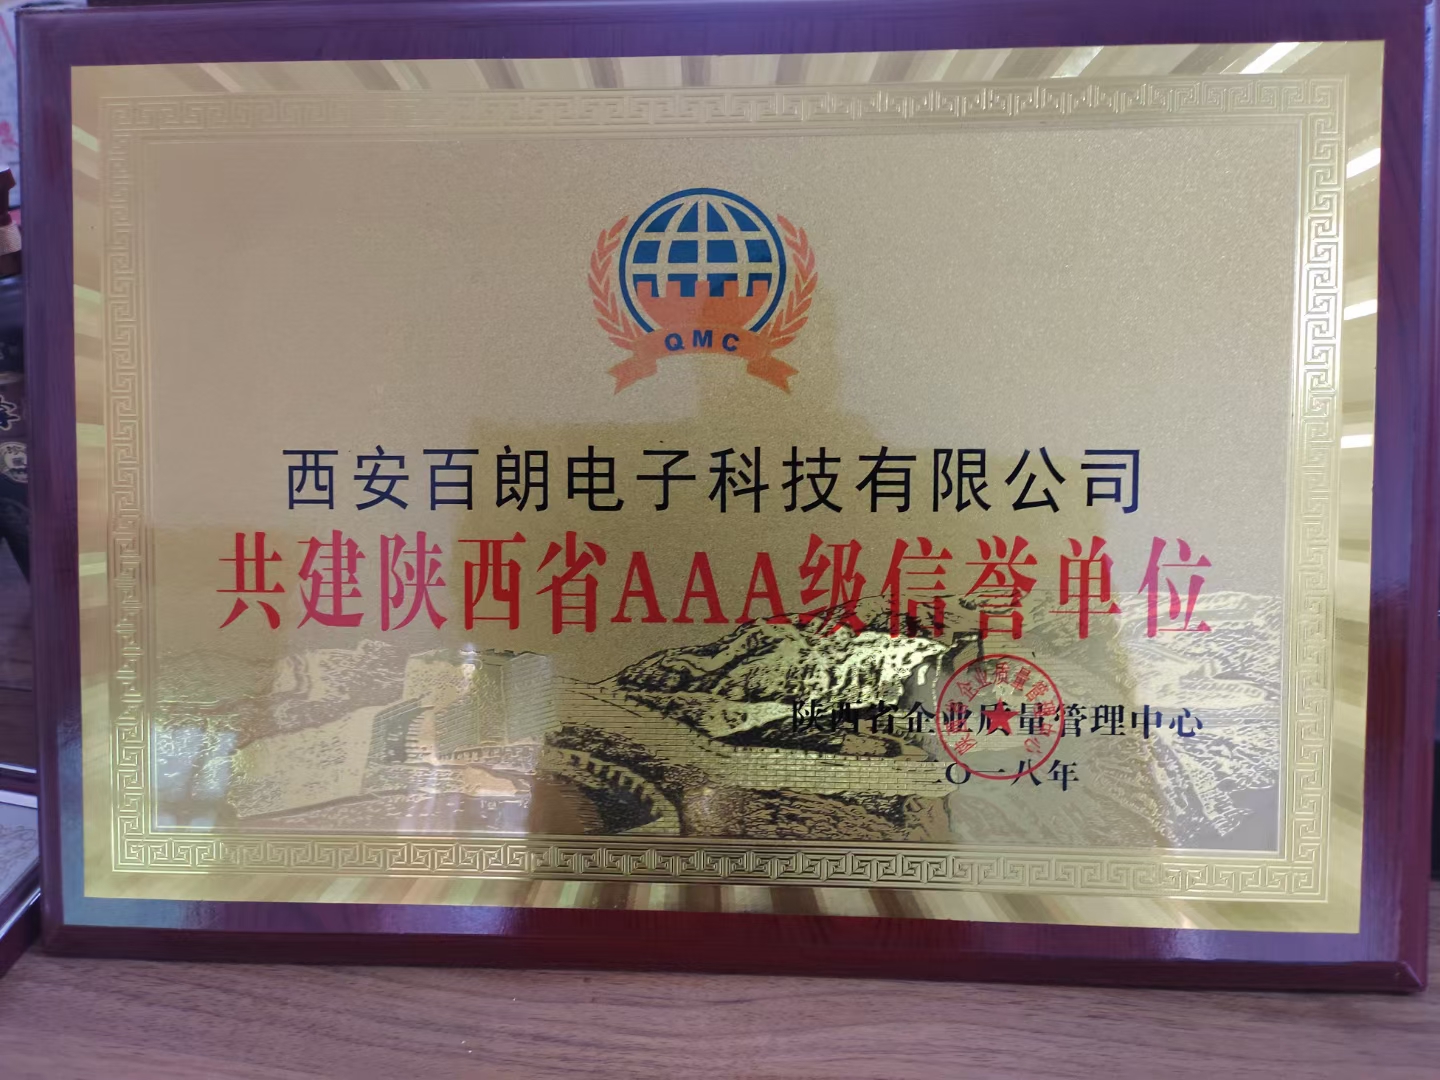 QMC
西安百朗电子科技有限公司
共建陕西省AAA级信誉单位
陕西省企业质量管理中心
二〇一八年